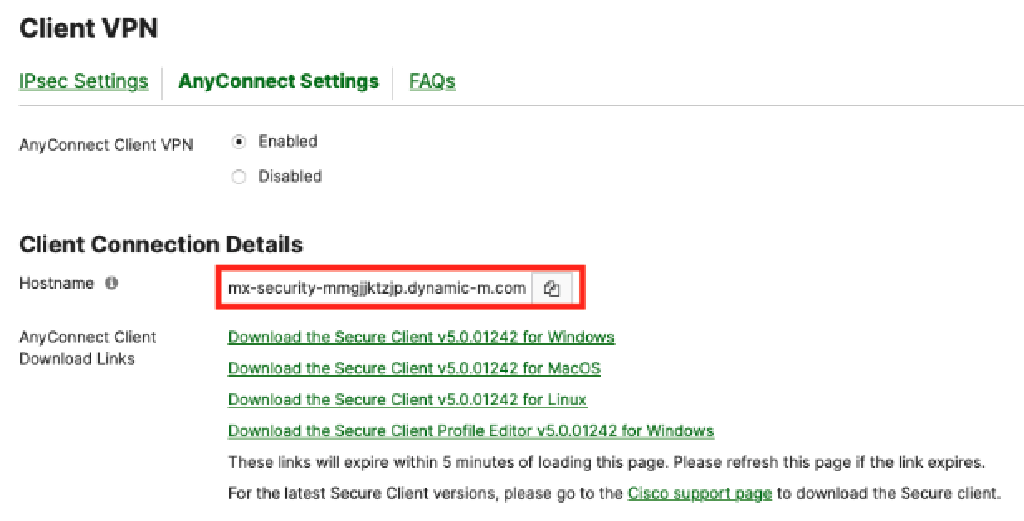 Client VPN
IPsec Settings AnyConnect Settings FAQs
AnyConnect Client VPN Enabled
Disabled
Client Connection Details
Hostname mx-security-mmgjjktzjp.dynamic-m.com
AnyConnect Client Download the Secure Client v5.0.01242 for Windows
Download Links
Download the Secure Client v5.0.01242 for MacOS
Download the Secure Client v5.0.01242 for Linux
Download the Secure Client Profile Editor v5.0.01242 for Windows
These links will expire within 5 minutes of loading this page. Please refresh this page if the link expires.
For the latest Secure Client versions, please go to the Cisco support page to download the Secure client.